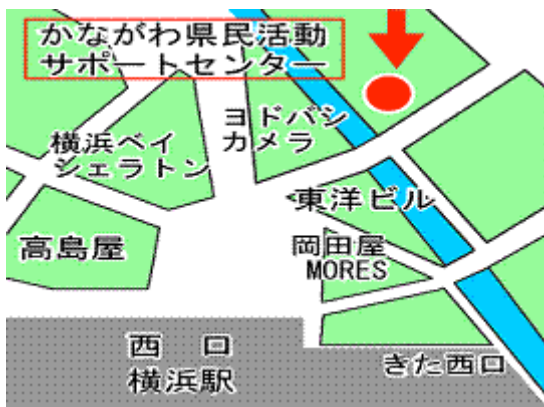 かながわ県民活動
サポートセンター
ヨドバシ
カメラ
横浜ベイ
シェラトン
東洋ビル
高島屋
岡田屋
MORES
西 口
横浜駅
きた西口